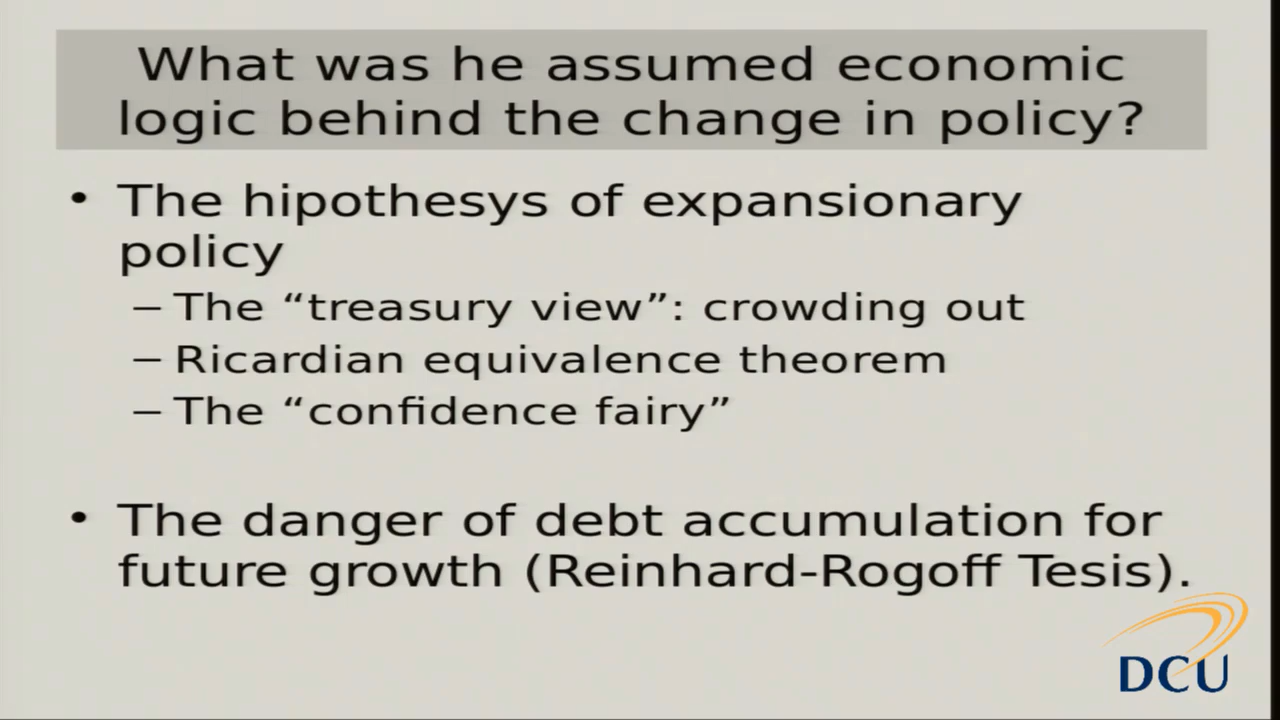 What was he assumed economic
logic behind the change in policy?
• The hipothesys of expansionary
policy
– The “treasury view”: crowding out
– Ricardian equivalence theorem
– The “confidence fairy”
• The danger of debt accumulation for
future growth (Reinhard-Rogoff Tesis).
DCU